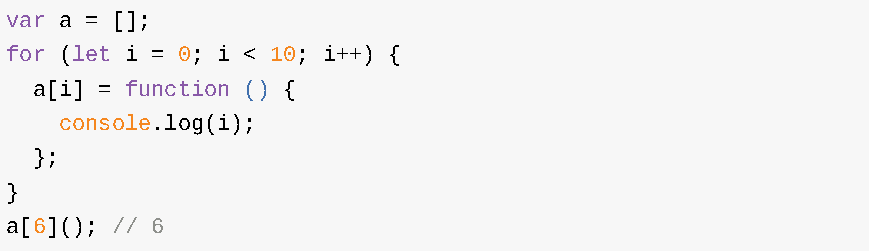 var a = [];
for (let i = 0; i < 10; i++) {
  a[i] = function () {
    console.log(i);
  };
}
a[6](); // 6